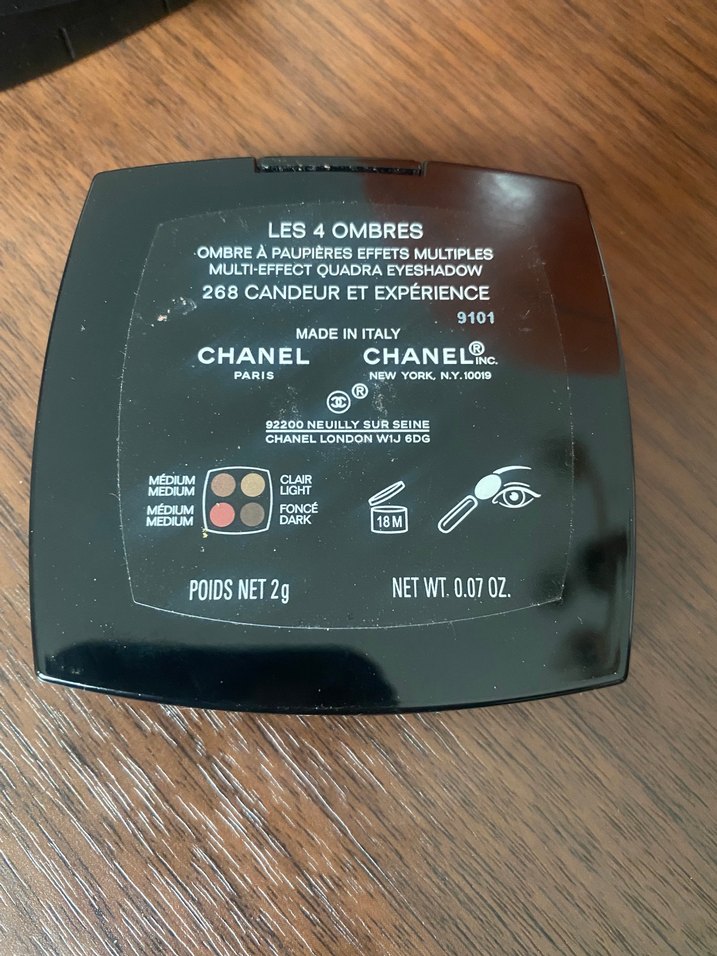 LES 4 OMBRES
OMBRE À PAUPIÈRES EFFETS MULTIPLES
MULTI-EFFECT QUADRA EYESHADOW
268 CANDEUR ET EXPÉRIENCE
9101
MADE IN ITALY
CHANEL CHANEL® INC.
PARIS NEW YORK, N.Y. 10019
®
92200 NEUILLY SUR SEINE
CHANEL LONDON W1J 6DG
MÉDIUM CLAIR
MEDIUM LIGHT
MÉDIUM FONCÉ
MEDIUM DARK
18 M
POIDS NET 2g NET WT. 0.07 OZ.